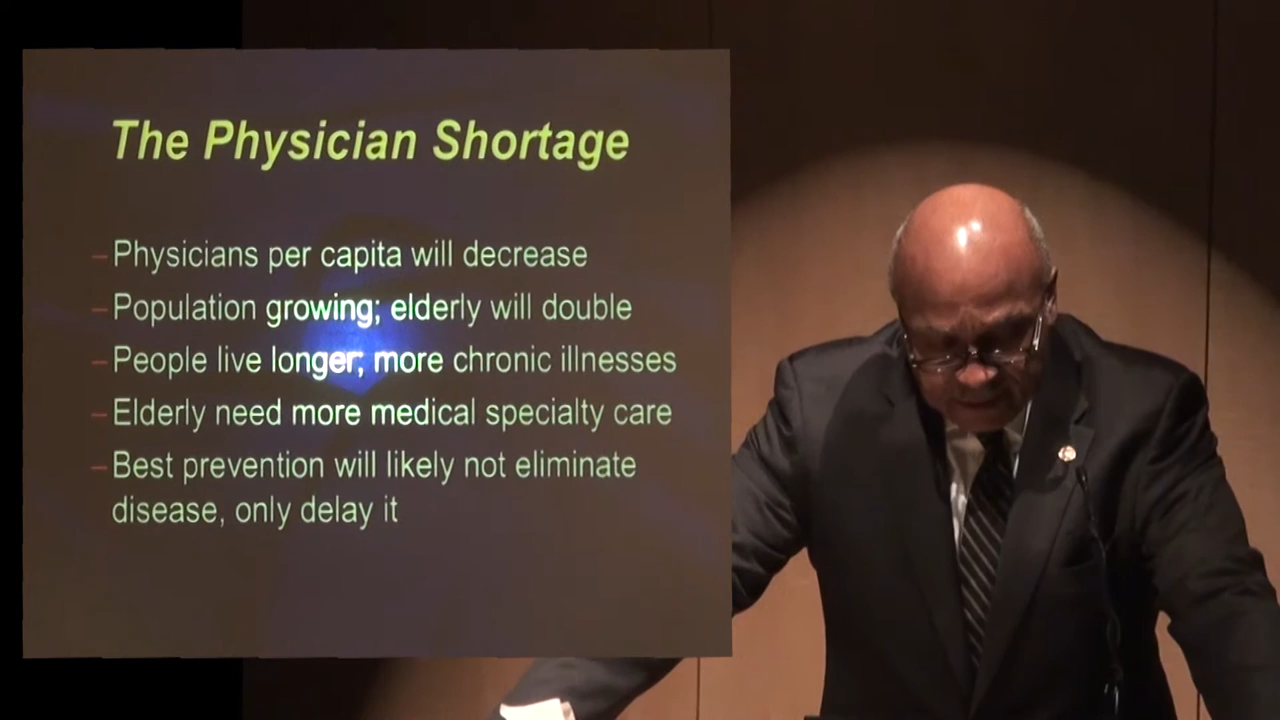 The Physician Shortage
–Physicians per capita will decrease
–Population growing; elderly will double
–People live longer; more chronic illnesses
–Elderly need more medical specialty care
–Best prevention will likely not eliminate
disease, only delay it